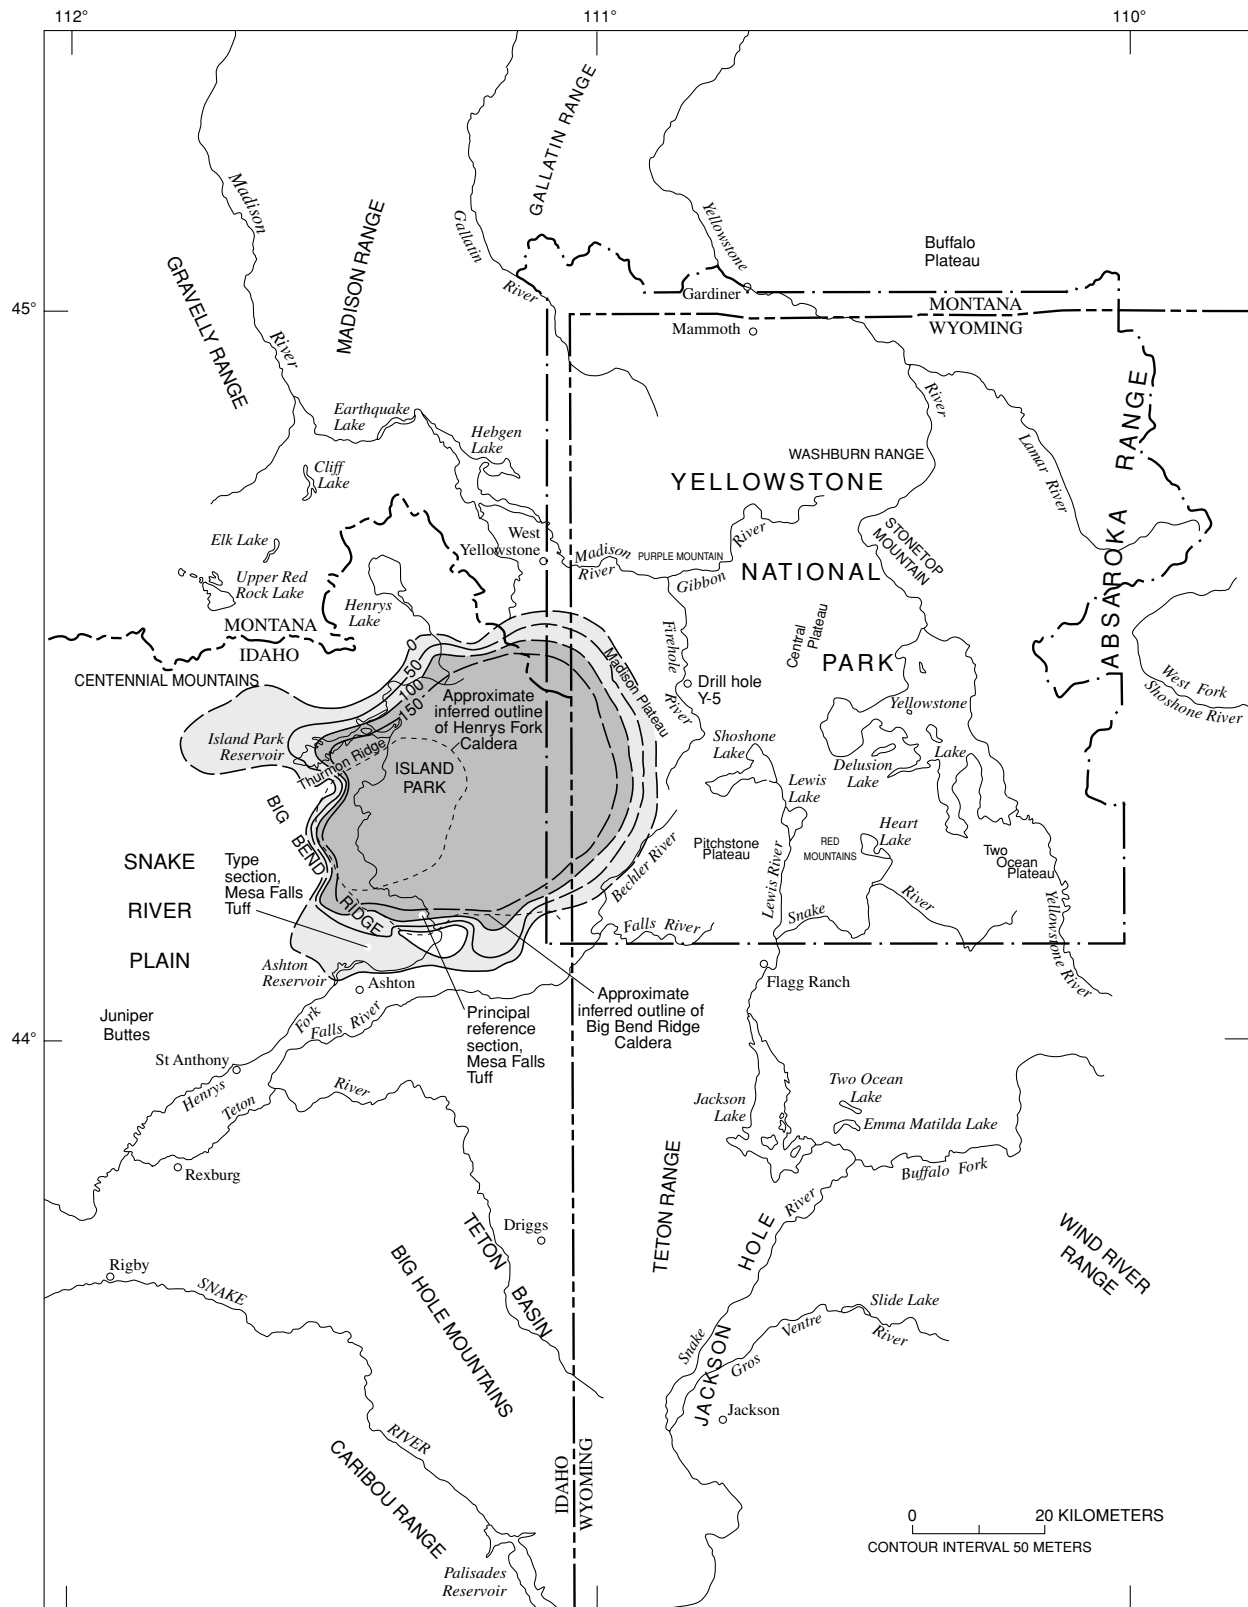 112°
111°
110°
GALLATIN RANGE
Madison
MADISON RANGE
Gallatin
Yellowstone
Buffalo
Plateau
GRAVELLY RANGE
River
Gardiner
45°
MONTANA
WYOMING
Mammoth
River
River
ABSAROKA RANGE
Earthquake
Lake
Hebgen
Lake
Lamar River
WASHBURN RANGE
Cliff
Lake
YELLOWSTONE
West
Yellowstone
River
STONETOP
MOUNTAIN
Elk Lake
Madison
River
PURPLE MOUNTAIN
Gibbon
NATIONAL
Upper Red
Rock Lake
Henrys
Lake
MONTANA
IDAHO
Firehole
River
Central
Plateau
PARK
0
50
100
150
Madison Plateau
West Fork
Shoshone River
CENTENNIAL MOUNTAINS
Drill hole
Y-5
Approximate
inferred outline
of Henrys Fork
Caldera
Yellowstone
Lake
Island Park
Reservoir
Thurmon Ridge
Shoshone
Lake
Delusion
Lake
ISLAND
PARK
Lewis
Lake
BIG BEND RIDGE
Heart
Lake
Bechler River
Pitchstone
Plateau
RED
MOUNTAINS
Two
Ocean
Plateau
SNAKE
RIVER
PLAIN
Type
section,
Mesa Falls
Tuff
Lewis River
Snake
River
Yellowstone
River
Falls River
Ashton
Reservoir
Ashton
Flagg Ranch
Approximate
inferred outline of
Big Bend Ridge
Caldera
Juniper
Buttes
Fork
Falls River
Principal
reference
section,
Mesa Falls
Tuff
44°
St Anthony
Henrys
Teton
River
Two Ocean
Lake
Jackson
Lake
Emma Matilda Lake
Rexburg
Buffalo Fork
TETON RANGE
River
Driggs
TETON
BASIN
HOLE
WIND RIVER
RANGE
Rigby
SNAKE
BIG HOLE MOUNTAINS
Slide Lake
Ventre
River
Snake
Gros
JACKSON
Jackson
RIVER
CARIBOU RANGE
IDAHO
WYOMING
0
20 KILOMETERS
CONTOUR INTERVAL 50 METERS
Palisades
Reservoir